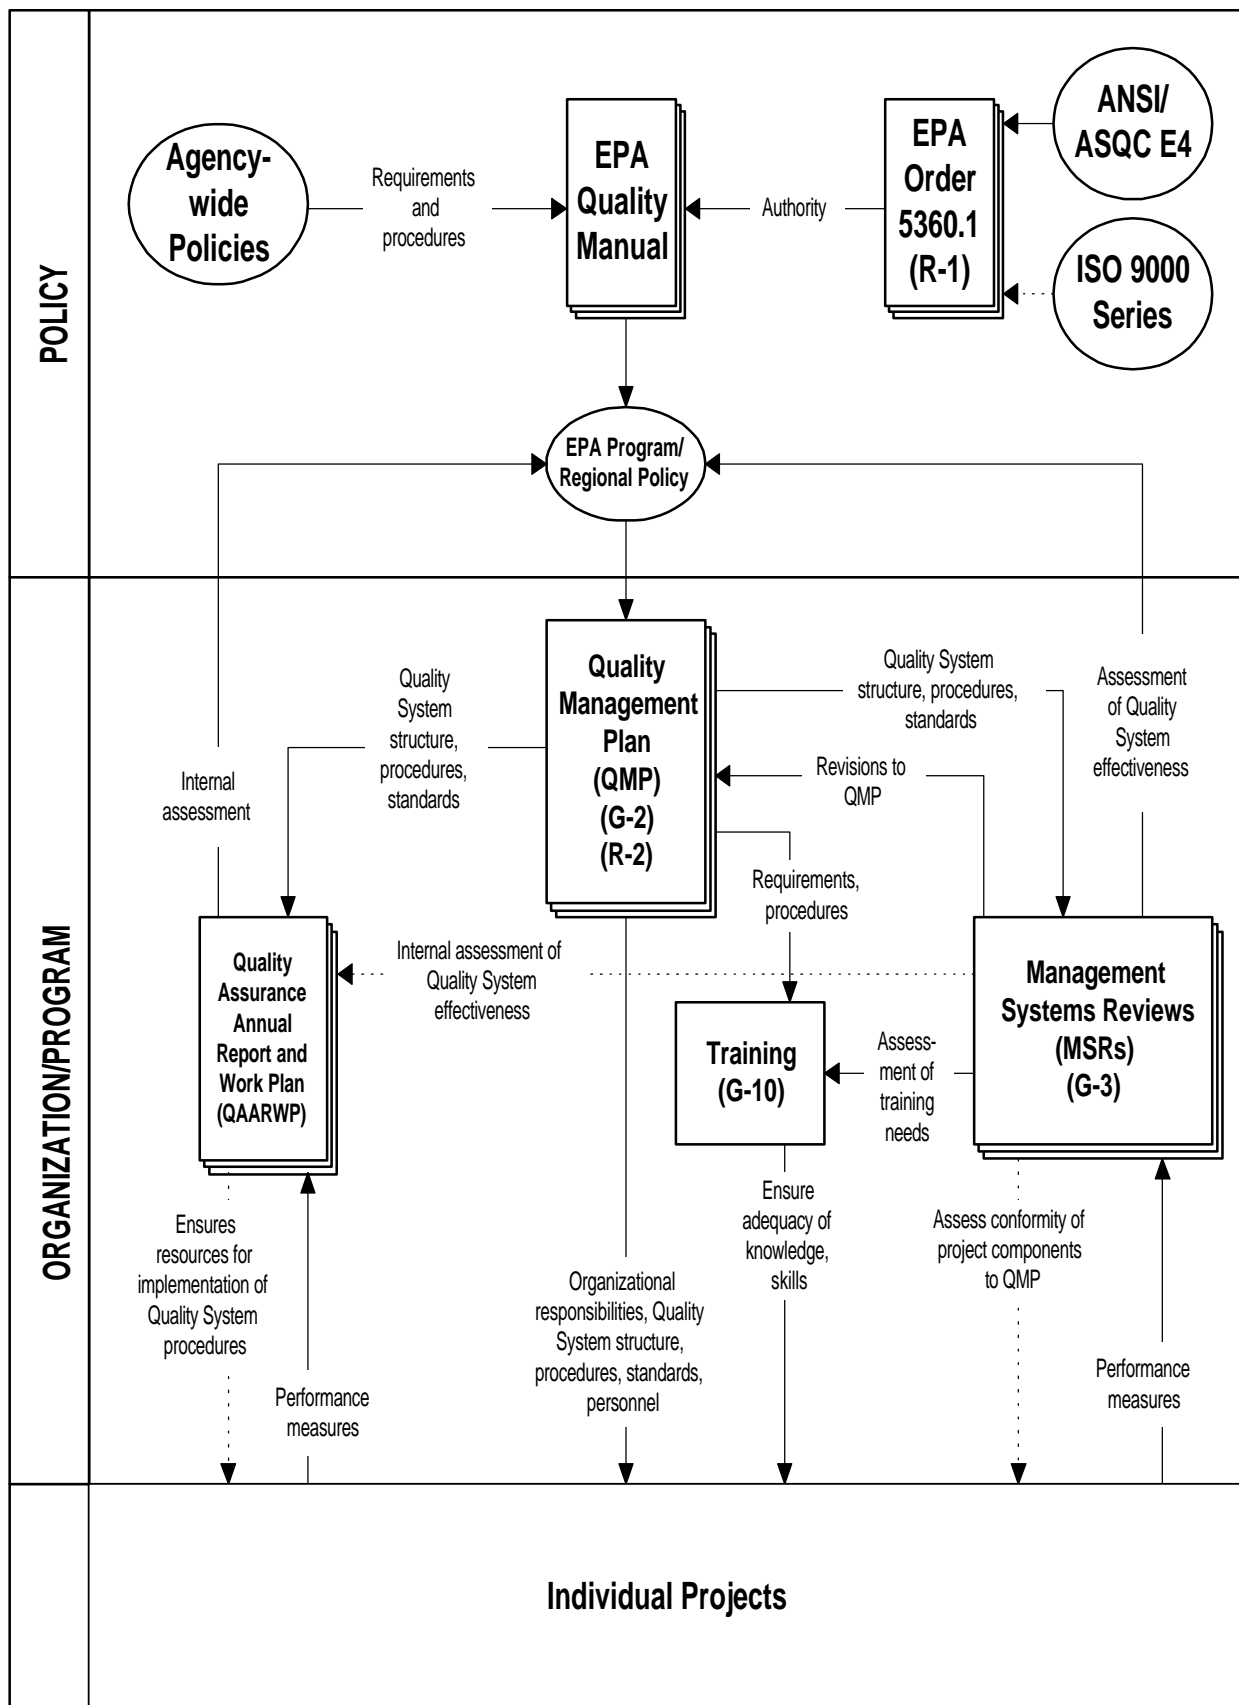 POLICY
Agency-
wide
Policies
Requirements
and
procedures
EPA
Quality
Manual
Authority
EPA
Order
5360.1
(R-1)
ANSI/
ASQC E4
ISO 9000
Series
EPA Program/
Regional Policy
ORGANIZATION/PROGRAM
Internal
assessment
Quality
System
structure,
procedures,
standards
Quality
Management
Plan
(QMP)
(G-2)
(R-2)
Quality System
structure, procedures,
standards
Revisions to
QMP
Assessment
of Quality
System
effectiveness
Requirements,
procedures
Quality
Assurance
Annual
Report and
Work Plan
(QAARWP)
Internal assessment of
Quality System
effectiveness
Training
(G-10)
Assess-
ment of
training
needs
Management
Systems Reviews
(MSRs)
(G-3)
Ensures
resources for
implementation of
Quality System
procedures
Performance
measures
Organizational
responsibilities, Quality
System structure,
procedures, standards,
personnel
Ensure
adequacy of
knowledge,
skills
Assess conformity of
project components
to QMP
Performance
measures
Individual Projects